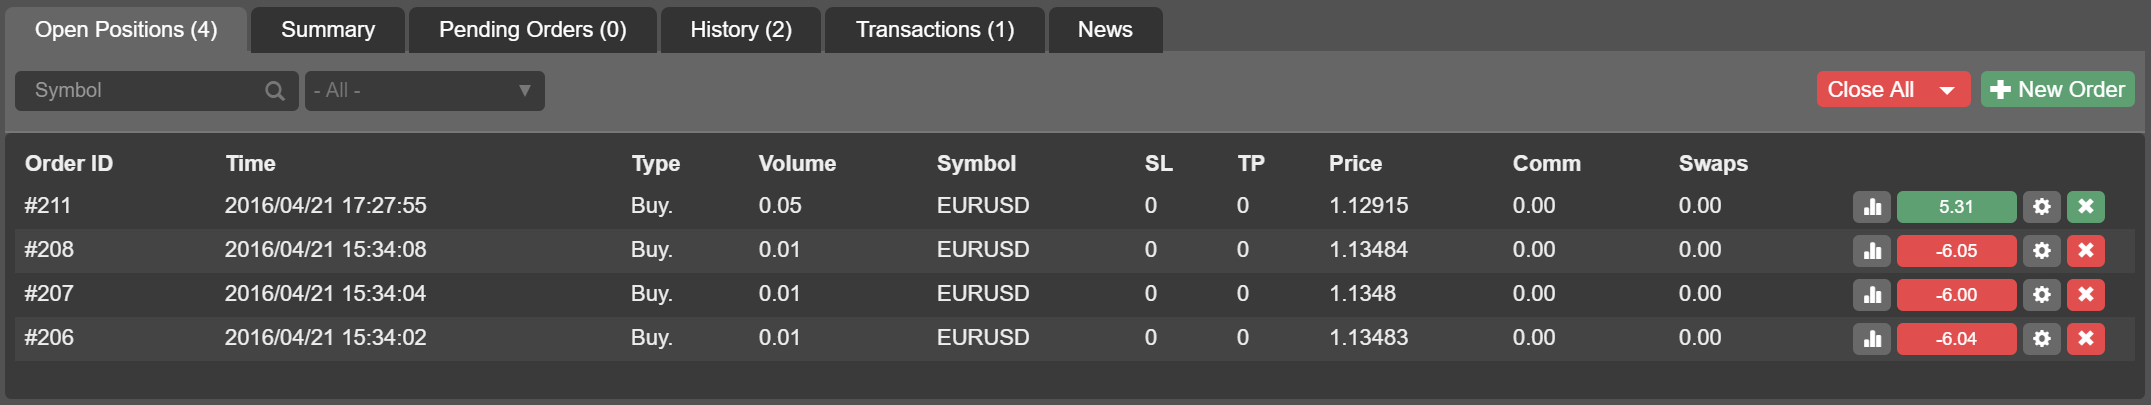 Open Positions (4) Summary Pending Orders (0) History (2) Transactions (1) News
Symbol - All - Close All New Order
Order ID Time Type Volume Symbol SL TP Price Comm Swaps
#211 2016/04/21 17:27:55 Buy. 0.05 EURUSD 0 0 1.12915 0.00 0.00 5.31
#208 2016/04/21 15:34:08 Buy. 0.01 EURUSD 0 0 1.13484 0.00 0.00 -6.05
#207 2016/04/21 15:34:04 Buy. 0.01 EURUSD 0 0 1.1348 0.00 0.00 -6.00
#206 2016/04/21 15:34:02 Buy. 0.01 EURUSD 0 0 1.13483 0.00 0.00 -6.04